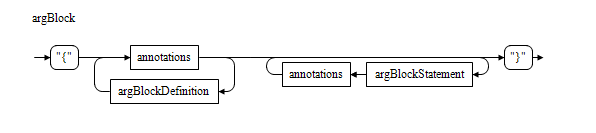 argBlock
"{" annotations "}"
annotations argBlockStatement
argBlockDefinition